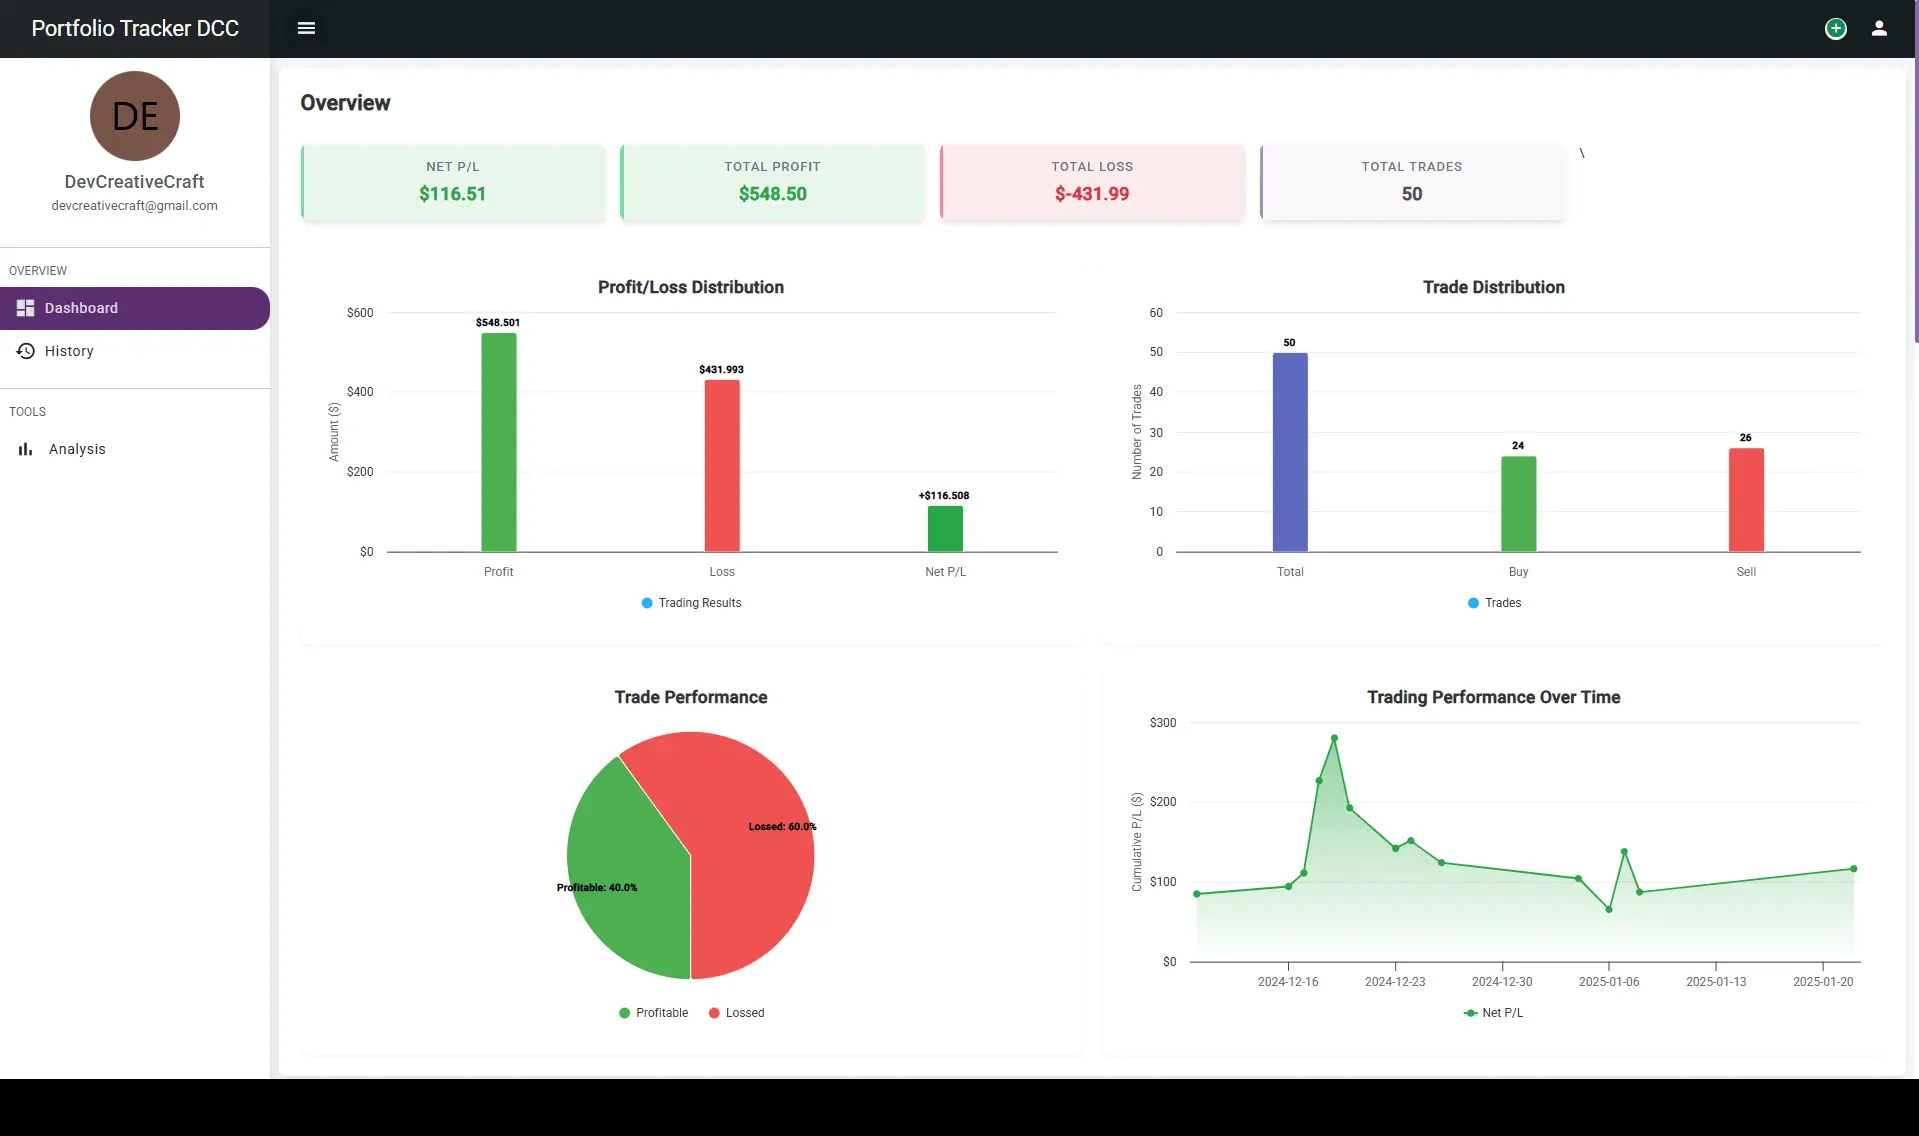 Portfolio Tracker DCC
DE
DevCreativeCraft
devcreativecraft@gmail.com
OVERVIEW
Dashboard
History
TOOLS
Analysis
Overview
NET P/L
$116.51
TOTAL PROFIT
$548.50
TOTAL LOSS
$-431.99
TOTAL TRADES
50
\
Profit/Loss Distribution
Amount ($)
$600
$400
$200
$0
$548.501
$431.993
+$116.508
Profit
Loss
Net P/L
Trading Results
Trade Distribution
Number of Trades
60
50
40
30
20
10
0
50
24
26
Total
Buy
Sell
Trades
Trade Performance
Lossed: 60.0%
Profitable: 40.0%
Profitable
Lossed
Trading Performance Over Time
Cumulative P/L ($)
$300
$200
$100
$0
2024-12-16
2024-12-23
2024-12-30
2025-01-06
2025-01-13
2025-01-20
Net P/L